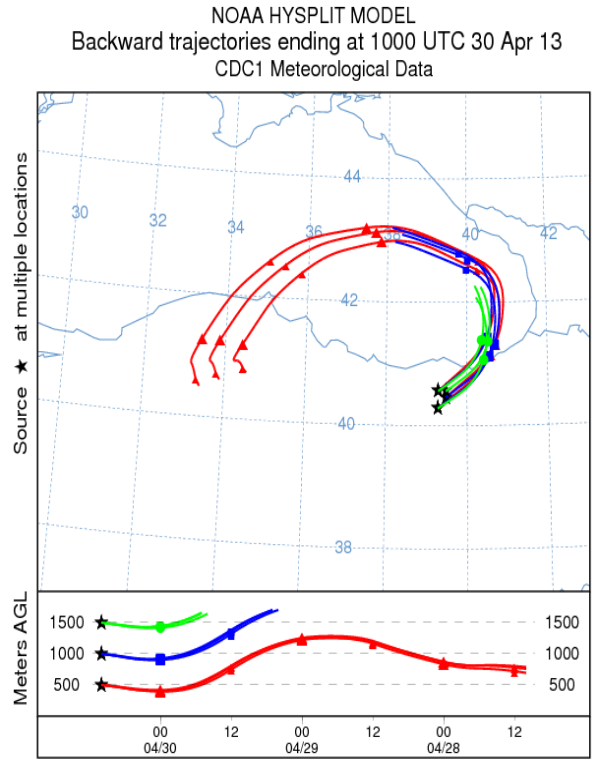 NOAA HYSPLIT MODEL
Backward trajectories ending at 1000 UTC 30 Apr 13
CDC1 Meteorological Data
Source ★ at multiple locations
44
30 32 34 36 38 40 42
42
40
38
Meters AGL
1500 1500
1000 1000
500 500
00 12 00 12 00 12
04/30 04/29 04/28